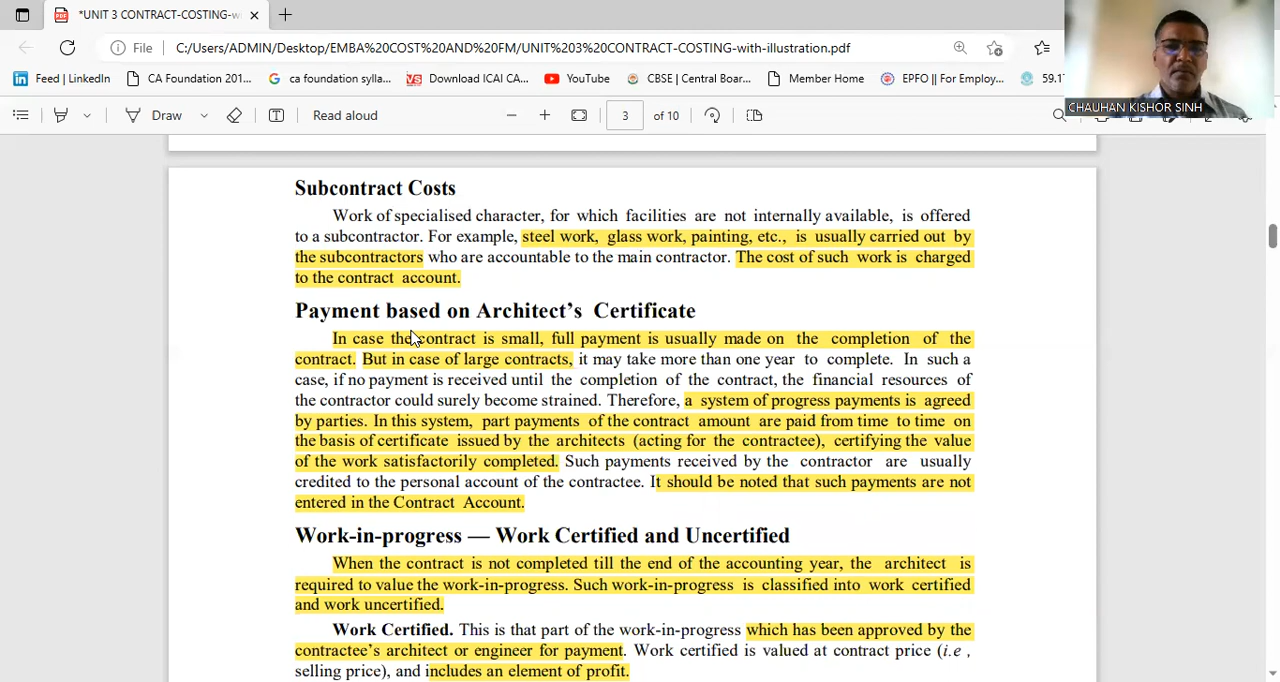 *UNIT 3 CONTRACT-COSTING-w
File C:/Users/ADMIN/Desktop/EMBA%20COST%20AND%20FM/UNIT%203%20CONTRACT-COSTING-with-illustration.pdf
Feed | LinkedIn CA Foundation 201... ca foundation sylla... Download ICAI CA... YouTube CBSE | Central Boar... Member Home EPFO || For Employ... 59.1
Draw Read aloud 3 of 10
CHAUHAN KISHOR SINH
Subcontract Costs
Work of specialised character, for which facilities are not internally available, is offered
to a subcontractor. For example, steel work, glass work, painting, etc., is usually carried out by
the subcontractors who are accountable to the main contractor. The cost of such work is charged
to the contract account.
Payment based on Architect's Certificate
In case the contract is small, full payment is usually made on the completion of the
contract. But in case of large contracts, it may take more than one year to complete. In such a
case, if no payment is received until the completion of the contract, the financial resources of
the contractor could surely become strained. Therefore, a system of progress payments is agreed
by parties. In this system, part payments of the contract amount are paid from time to time on
the basis of certificate issued by the architects (acting for the contractee), certifying the value
of the work satisfactorily completed. Such payments received by the contractor are usually
credited to the personal account of the contractee. It should be noted that such payments are not
entered in the Contract Account.
Work-in-progress — Work Certified and Uncertified
When the contract is not completed till the end of the accounting year, the architect is
required to value the work-in-progress. Such work-in-progress is classified into work certified
and work uncertified.
Work Certified. This is that part of the work-in-progress which has been approved by the
contractee's architect or engineer for payment. Work certified is valued at contract price (i.e ,
selling price), and includes an element of profit.